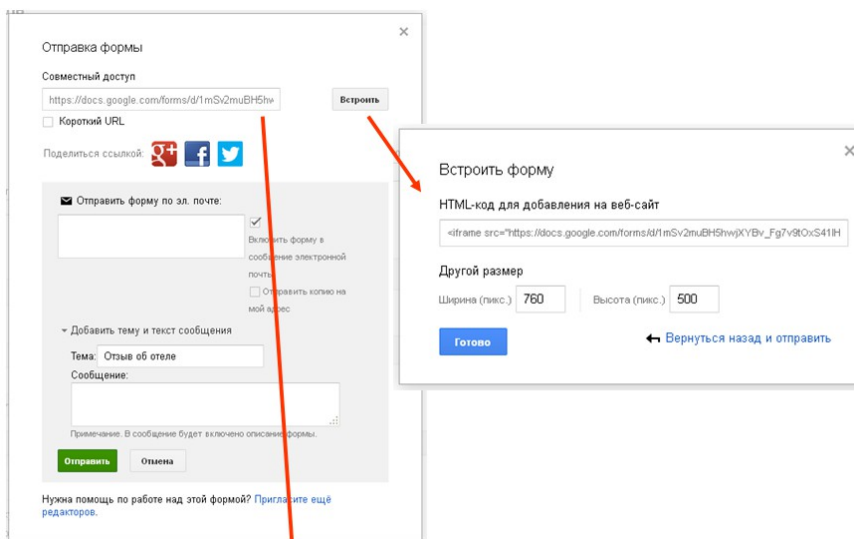 Отправка формы
Совместный доступ
https://docs.google.com/forms/d/1mSv2muBH5hw
Встроить
Короткий URL
Поделиться ссылкой:
Отправить форму по эл. почте:
Включить форму в
сообщение электронной
почты
Отправить копию на
мой адрес
Добавить тему и текст сообщения
Тема: Отзыв об отеле
Сообщение:
Примечание. В сообщение будет включено описание формы.
Отправить
Отмена
Нужна помощь по работе над этой формой? Пригласите ещё
редакторов.
Встроить форму
HTML-код для добавления на веб-сайт
<iframe src="https://docs.google.com/forms/d/1mSv2muBH5hwjXYBv_Fg7v9tOxS41IH
Другой размер
Ширина (пикс.) 760 Высота (пикс.) 500
Готово
Вернуться назад и отправить